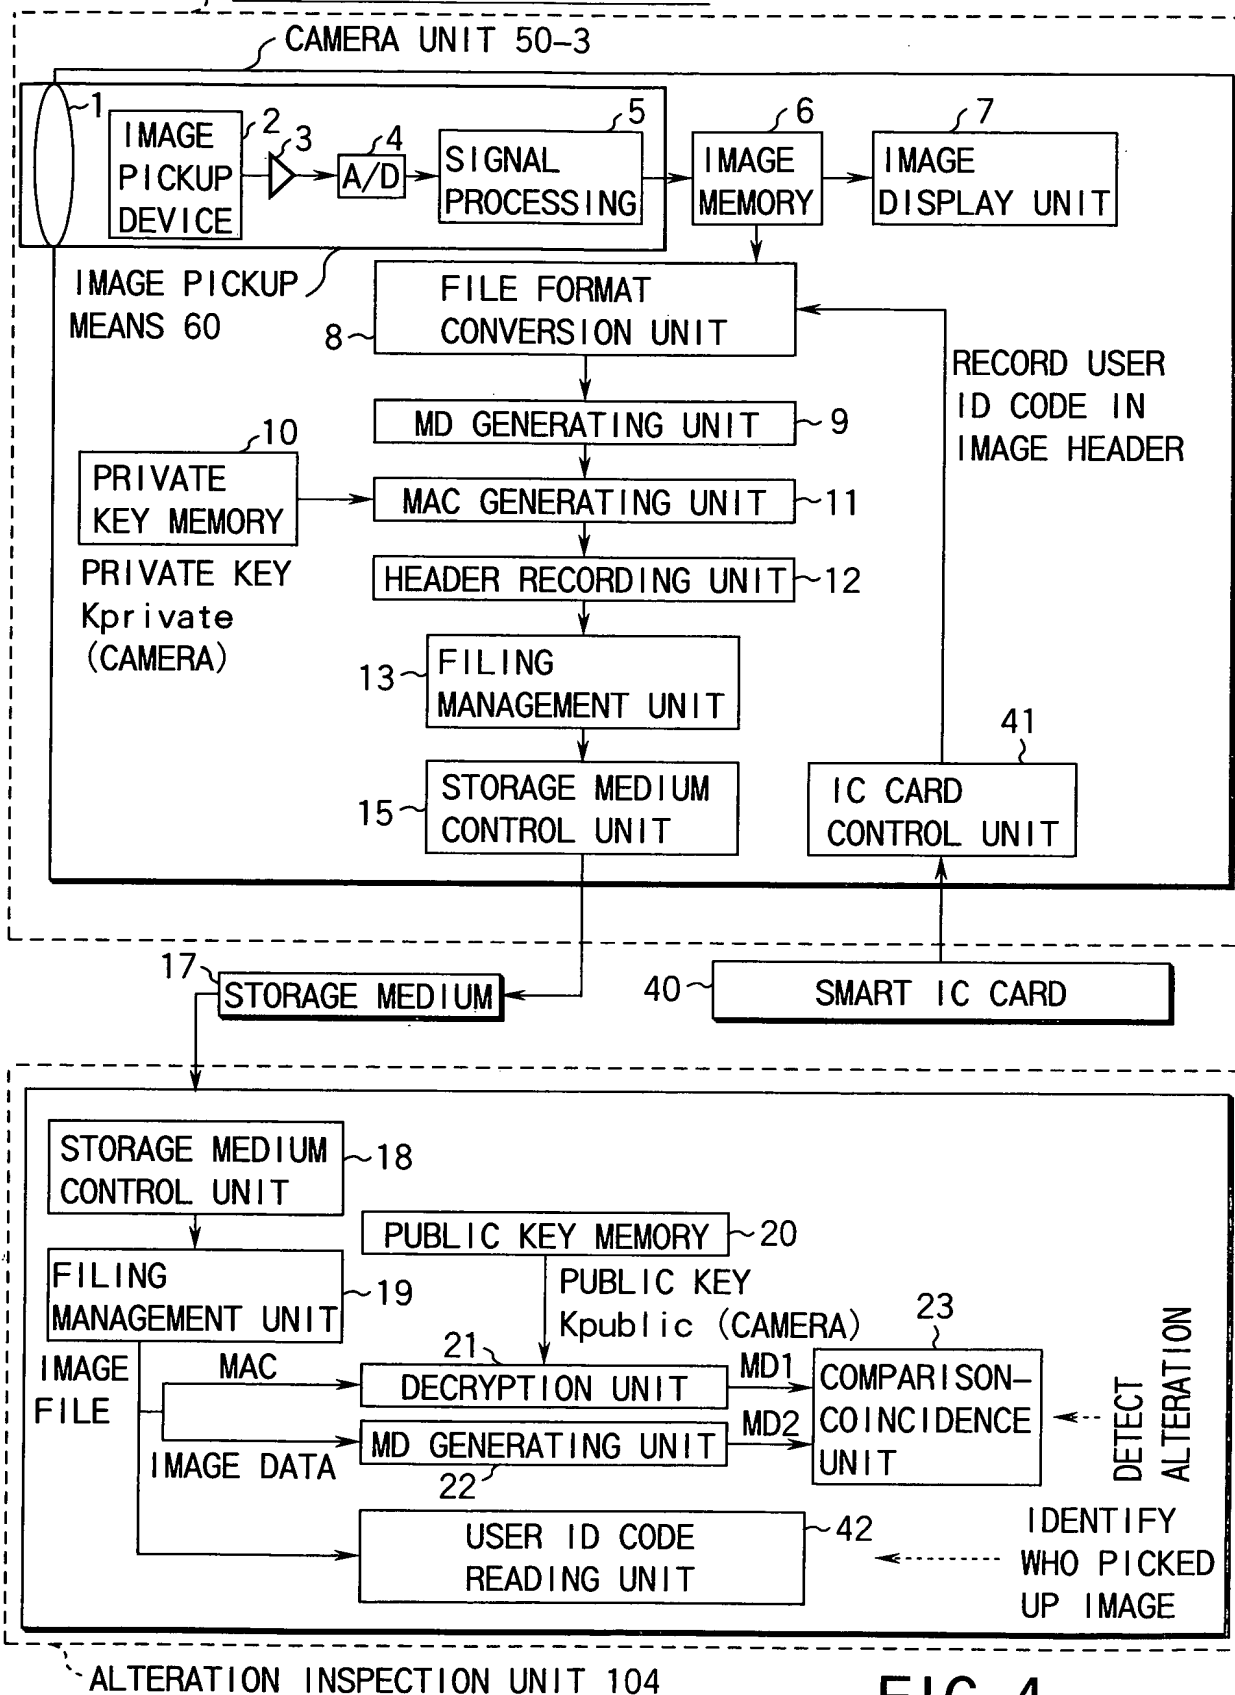 CAMERA UNIT 50-3
1
IMAGE
PICKUP
DEVICE
2
3
4
A/D
5
SIGNAL
PROCESSING
6
IMAGE
MEMORY
7
IMAGE
DISPLAY UNIT
IMAGE PICKUP
MEANS 60
8
FILE FORMAT
CONVERSION UNIT
RECORD USER
ID CODE IN
IMAGE HEADER
MD GENERATING UNIT
9
10
PRIVATE
KEY MEMORY
MAC GENERATING UNIT
11
PRIVATE KEY
Kprivate
(CAMERA)
HEADER RECORDING UNIT
12
13
FILING
MANAGEMENT UNIT
15
STORAGE MEDIUM
CONTROL UNIT
41
IC CARD
CONTROL UNIT
17
STORAGE MEDIUM
40
SMART IC CARD
STORAGE MEDIUM
CONTROL UNIT
18
FILING
MANAGEMENT UNIT
19
PUBLIC KEY MEMORY
20
PUBLIC KEY
Kpublic (CAMERA)
IMAGE
FILE
MAC
21
DECRYPTION UNIT
MD1
IMAGE DATA
MD GENERATING UNIT
22
MD2
23
COMPARISON-
COINCIDENCE
UNIT
DETECT
ALTERATION
USER ID CODE
READING UNIT
42
IDENTIFY
WHO PICKED
UP IMAGE
ALTERATION INSPECTION UNIT 104